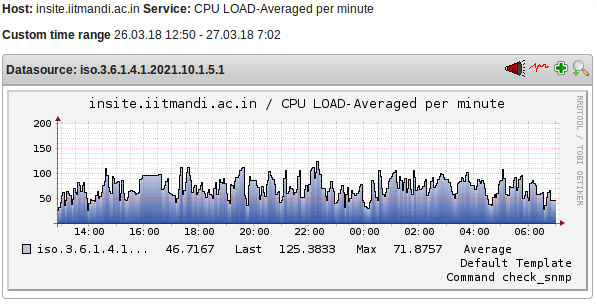 Host: insite.iitmandi.ac.in Service: CPU LOAD-Averaged per minute
Custom time range 26.03.18 12:50 - 27.03.18 7:02
Datasource: iso.3.6.1.4.1.2021.10.1.5.1
insite.iitmandi.ac.in / CPU LOAD-Averaged per minute
RRDTOOL / TOBI OETIKER
200
150
100
50
14:00 16:00 18:00 20:00 22:00 00:00 02:00 04:00 06:00
iso.3.6.1.4.1... 46.7167 Last 125.3833 Max 71.8757 Average
Default Template
Command check_snmp